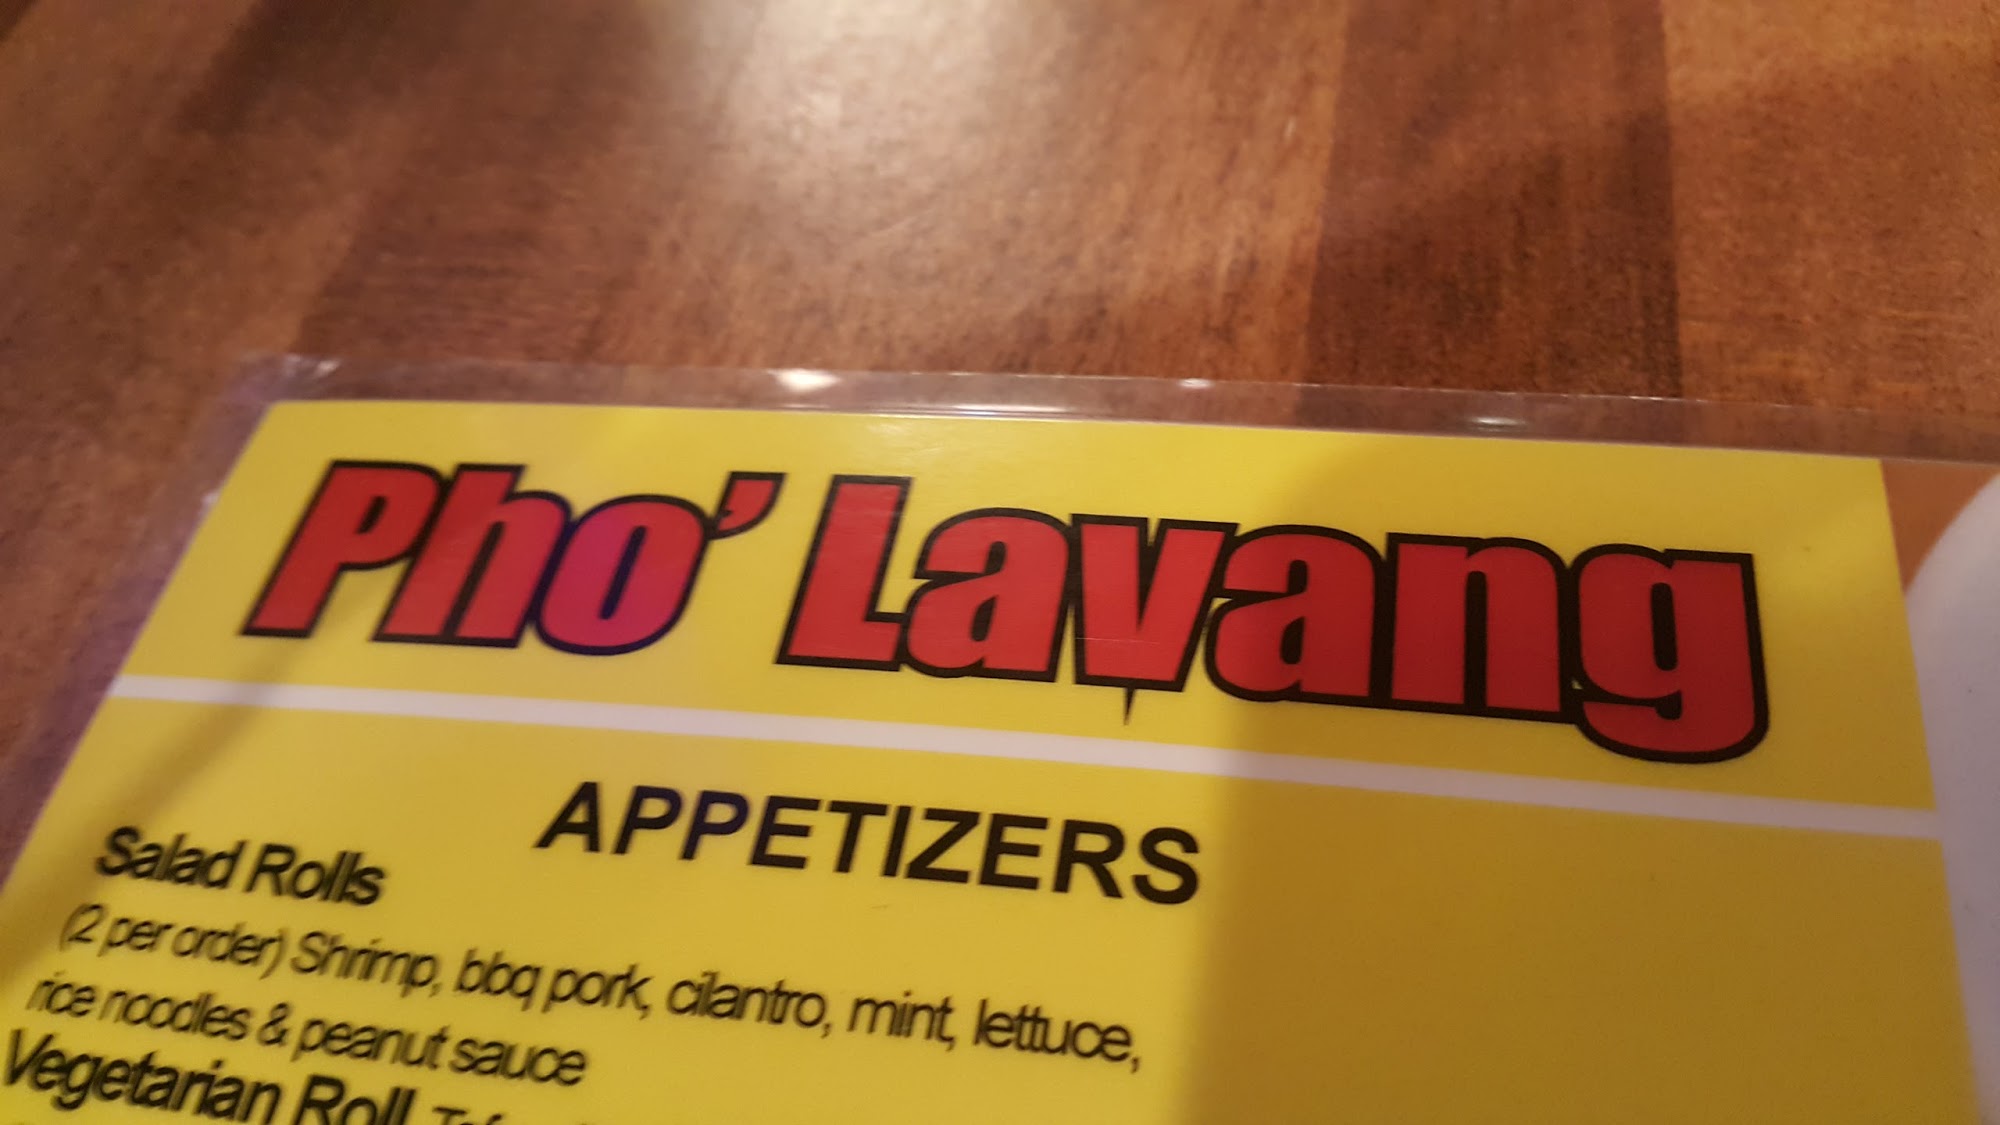 Pho' Lavang
APPETIZERS
Salad Rolls
(2 per order) Shrimp, bbq pork, cilantro, mint, lettuce,
rice noodles & peanut sauce
Vegetarian Roll